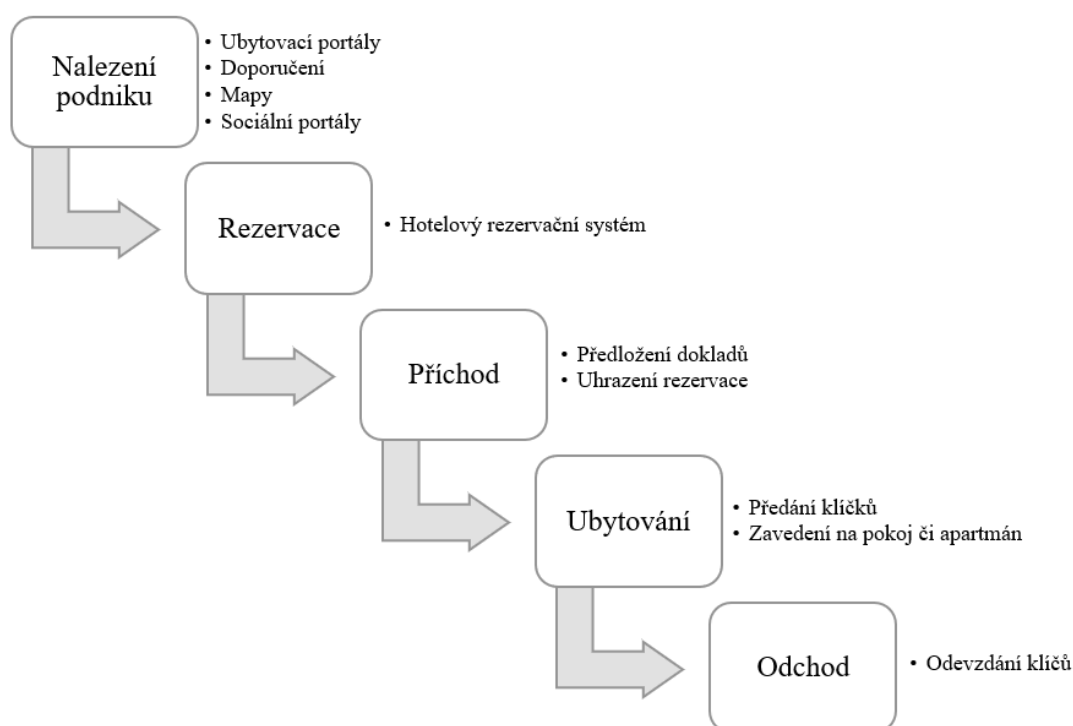 Nalezení
podniku
• Ubytovací portály
• Doporučení
• Mapy
• Sociální portály
Rezervace
• Hotelový rezervační systém
Příchod
• Předložení dokladů
• Uhrazení rezervace
Ubytování
• Předání klíčků
• Zavedení na pokoj či apartmán
Odchod
• Odevzdání klíčů